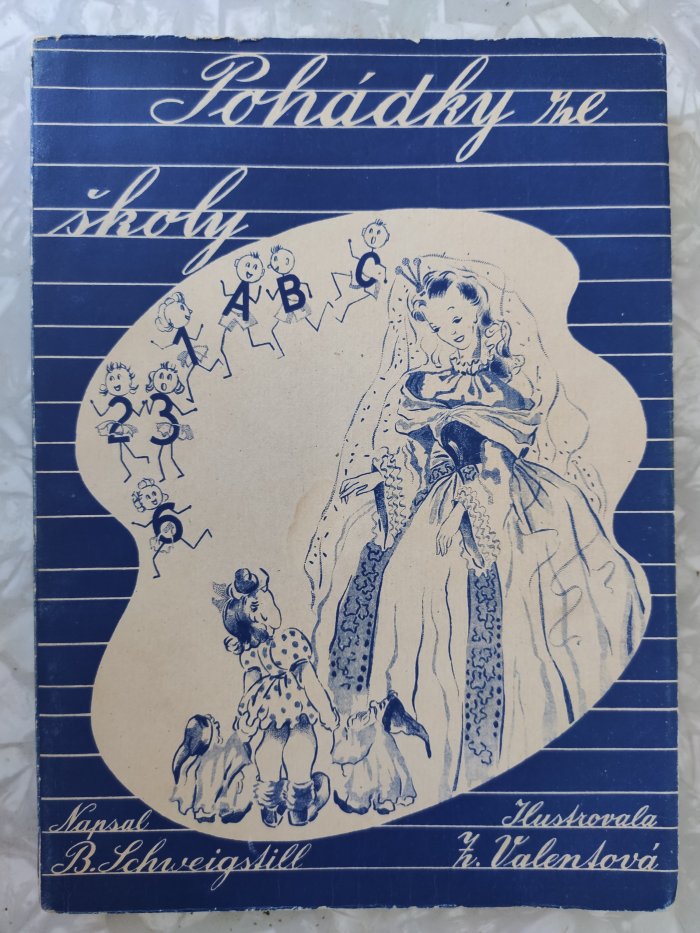 Pohádky ze
školy
A B C
1
2 3
6
Napsal
B. Schweigstill
Ilustrovala
Z. Valentová